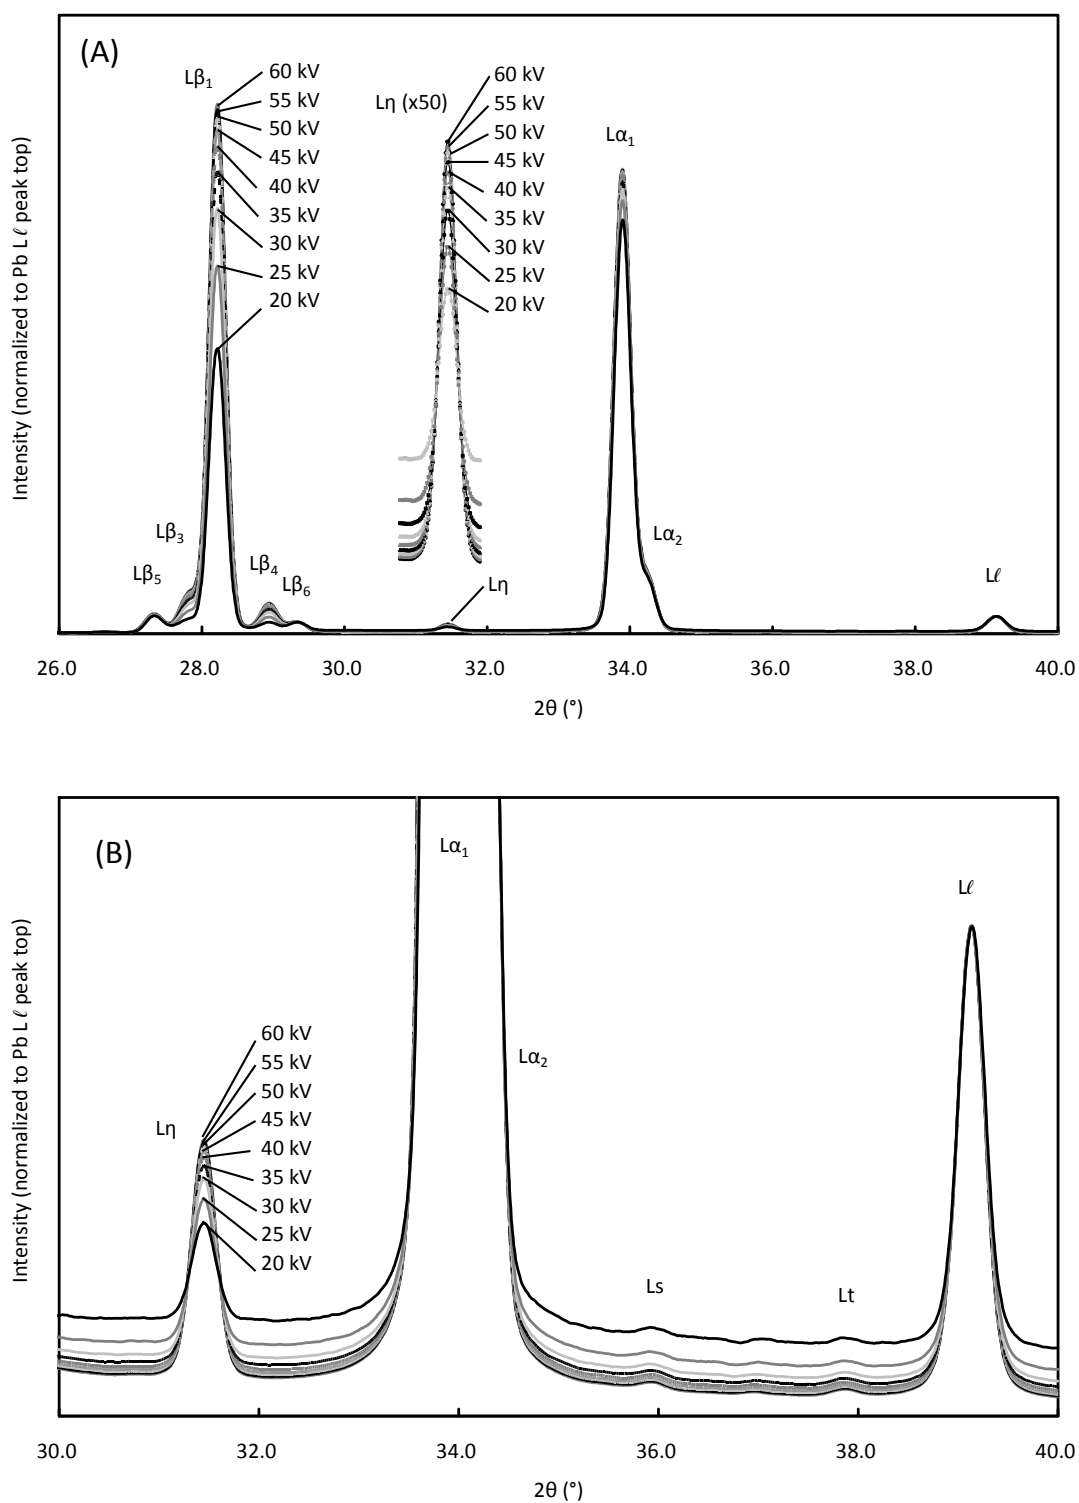 (A)
Lβ1
60 kV
55 kV
50 kV
45 kV
40 kV
35 kV
30 kV
25 kV
20 kV
Lη (x50)
60 kV
55 kV
50 kV
45 kV
40 kV
35 kV
30 kV
25 kV
20 kV
Lα1
Lα2
Lβ3
Lβ5
Lβ4
Lβ6
Lη
Lℓ
Intensity (normalized to Pb L ℓ peak top)
26.0 28.0 30.0 32.0 34.0 36.0 38.0 40.0
2θ (°)
(B)
Lα1
Lℓ
Lα2
60 kV
55 kV
50 kV
45 kV
40 kV
35 kV
30 kV
25 kV
20 kV
Lη
Ls
Lt
Intensity (normalized to Pb L ℓ peak top)
30.0 32.0 34.0 36.0 38.0 40.0
2θ (°)